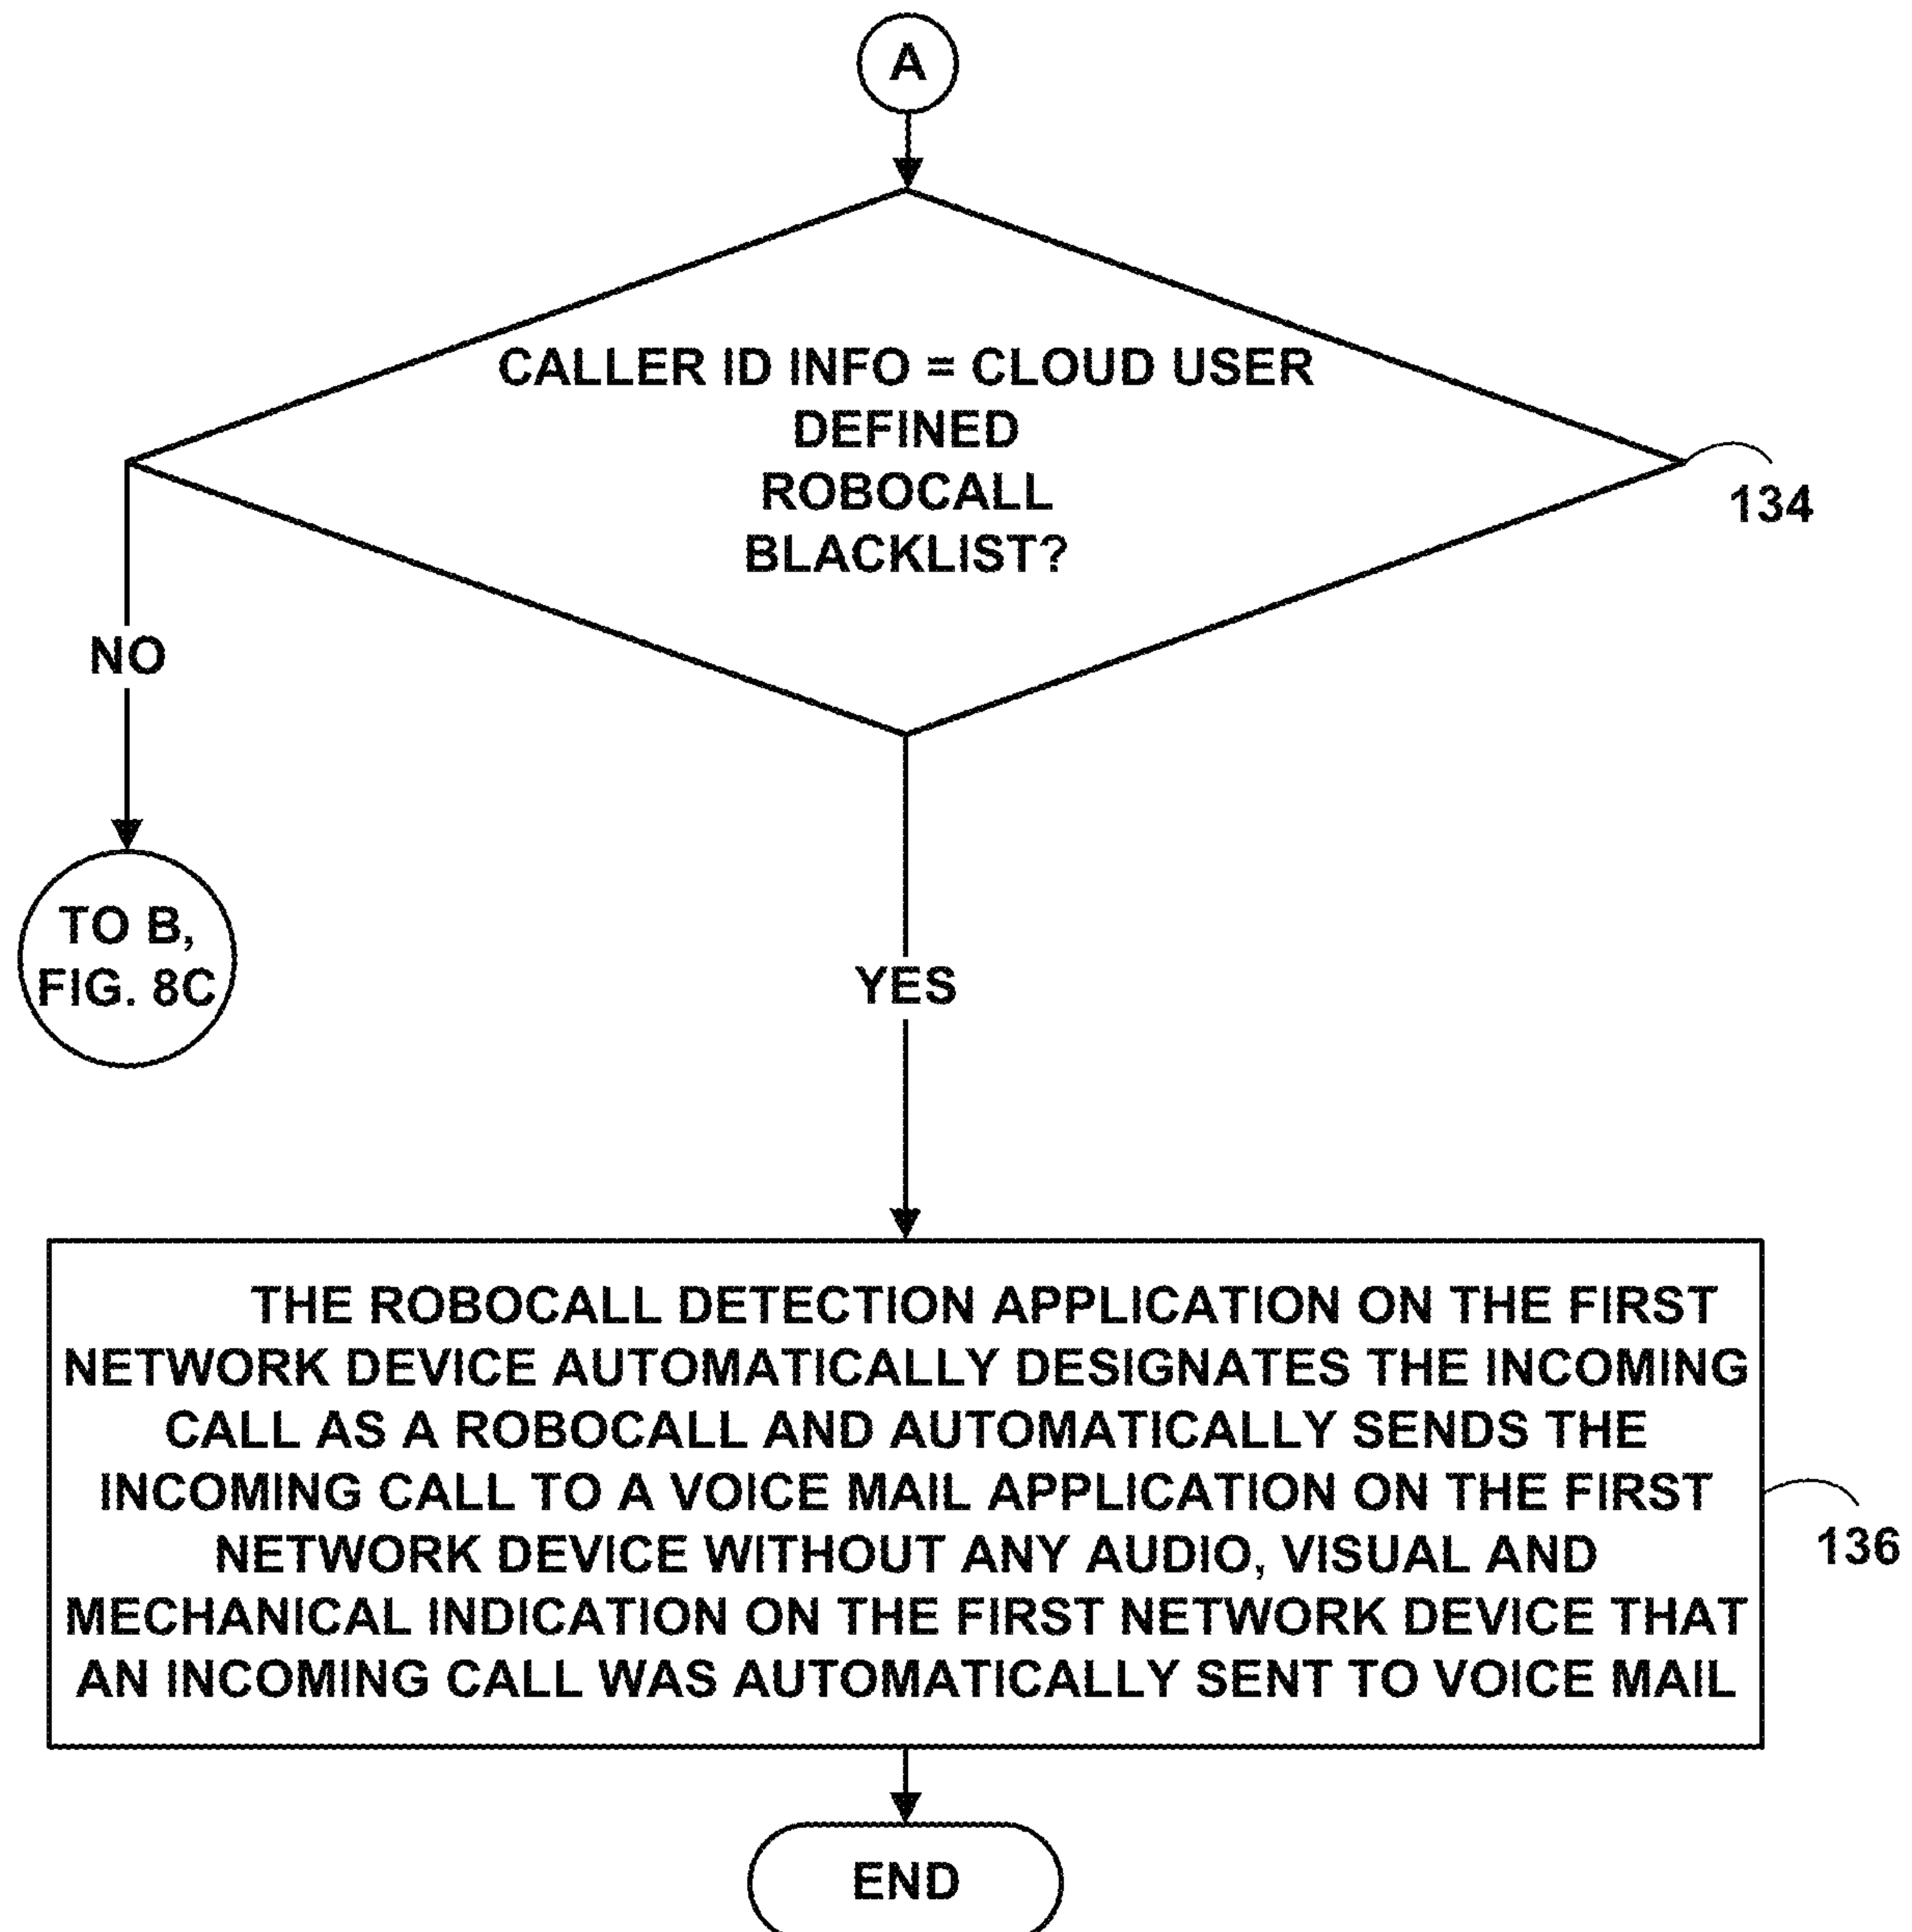 A
CALLER ID INFO = CLOUD USER
DEFINED
ROBOCALL
BLACKLIST?
134
NO
TO B,
FIG. 8C
YES
THE ROBOCALL DETECTION APPLICATION ON THE FIRST
NETWORK DEVICE AUTOMATICALLY DESIGNATES THE INCOMING
CALL AS A ROBOCALL AND AUTOMATICALLY SENDS THE
INCOMING CALL TO A VOICE MAIL APPLICATION ON THE FIRST
NETWORK DEVICE WITHOUT ANY AUDIO, VISUAL AND
MECHANICAL INDICATION ON THE FIRST NETWORK DEVICE THAT
AN INCOMING CALL WAS AUTOMATICALLY SENT TO VOICE MAIL
136
END